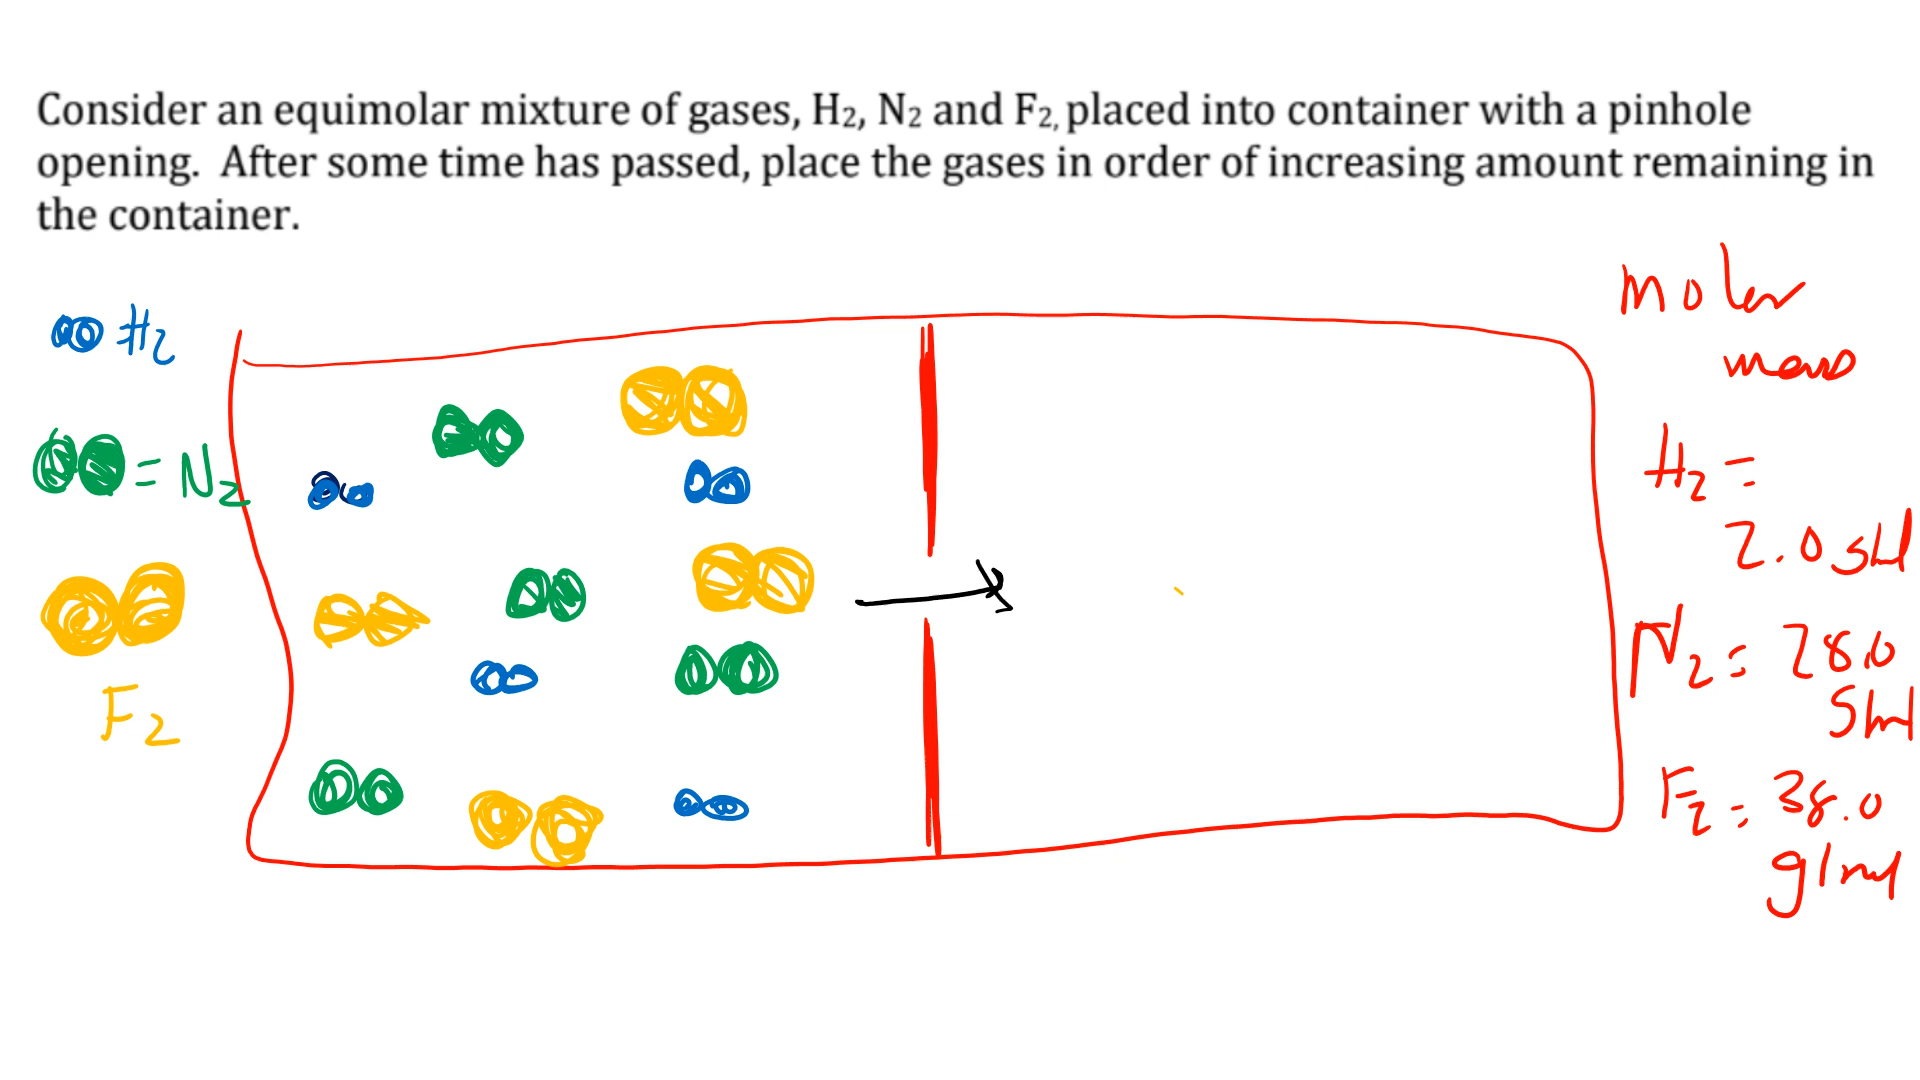 Consider an equimolar mixture of gases, H2, N2 and F2, placed into container with a pinhole
opening. After some time has passed, place the gases in order of increasing amount remaining in
the container.
H2
= N2
F2
molar
mass
H2 =
2.0 g/mol
N2 = 28.0
g/mol
F2 = 38.0
g/mol